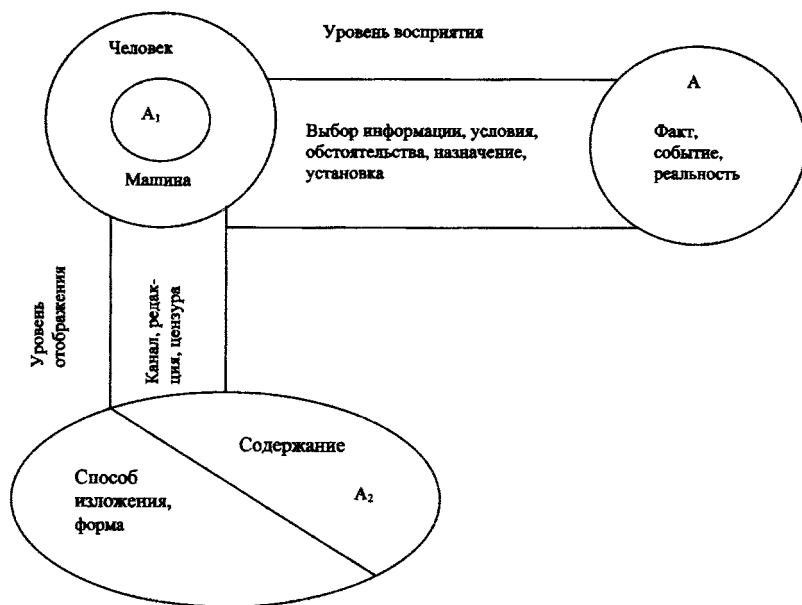 Уровень восприятия
Человек
A₁
Машина
Выбор информации, условия,
обстоятельства, назначение,
установка
A
Факт,
событие,
реальность
Уровень
отображения
Канал, редак-
ция, цензура
Содержание
A₂
Способ
изложения,
форма